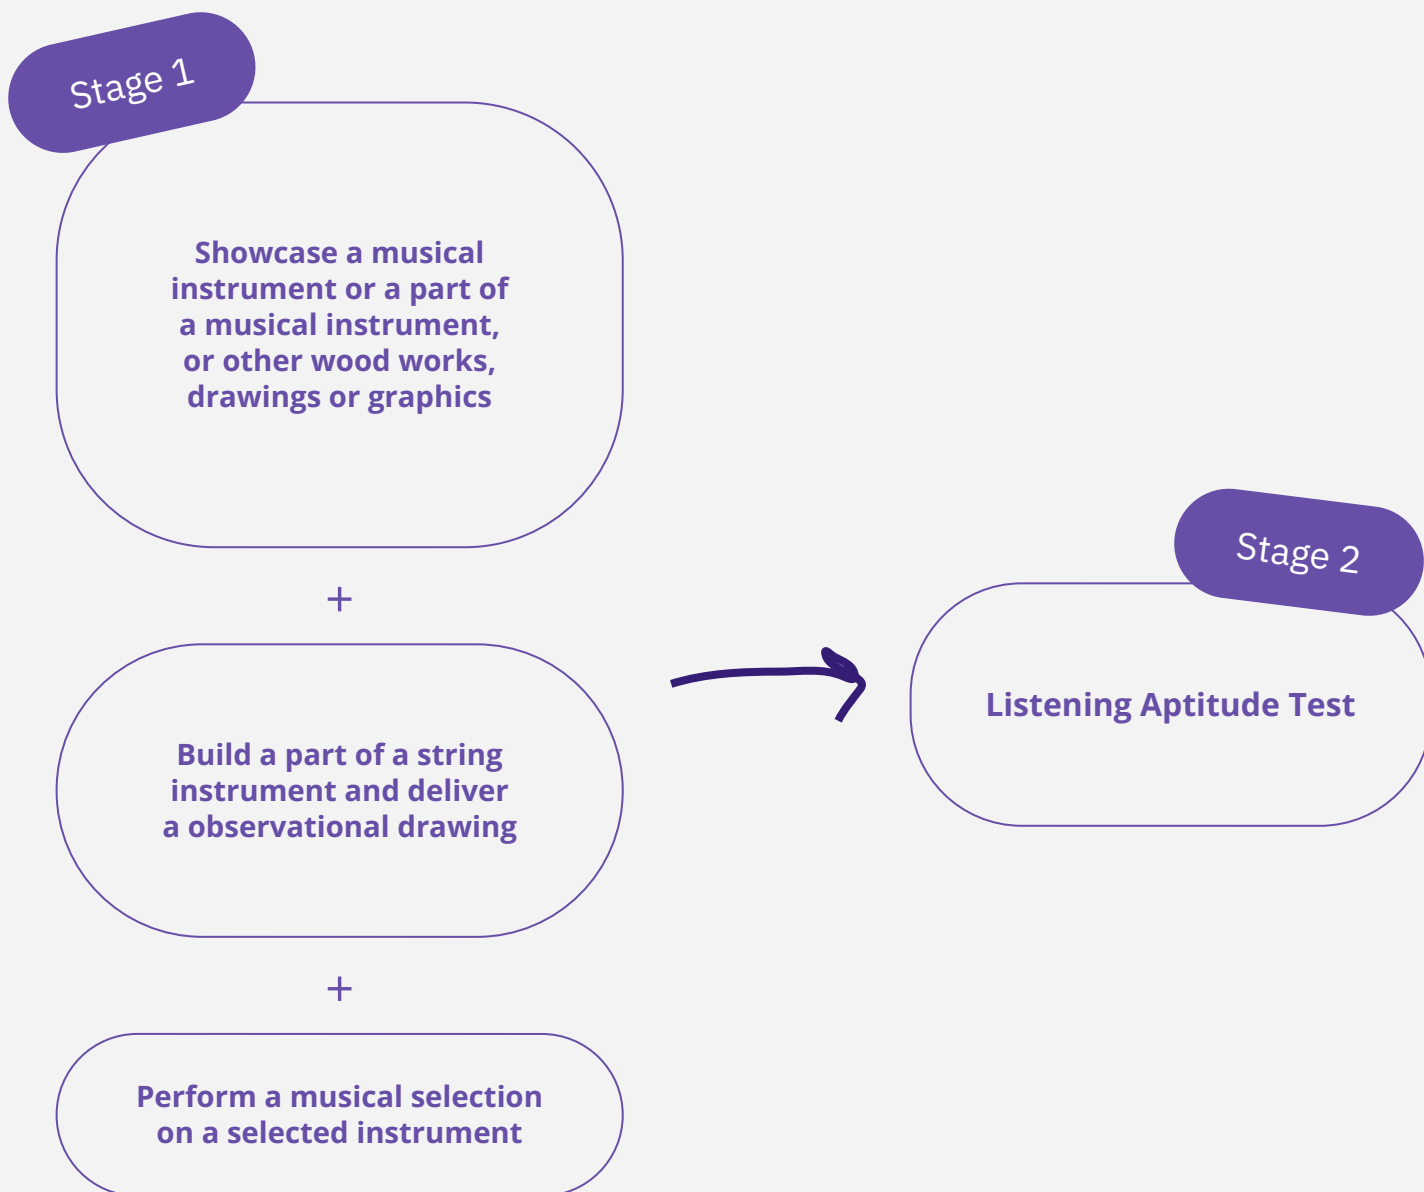 Stage 1
Showcase a musical
instrument or a part of
a musical instrument,
or other wood works,
drawings or graphics
+
Build a part of a string
instrument and deliver
a observational drawing
+
Perform a musical selection
on a selected instrument
Stage 2
Listening Aptitude Test